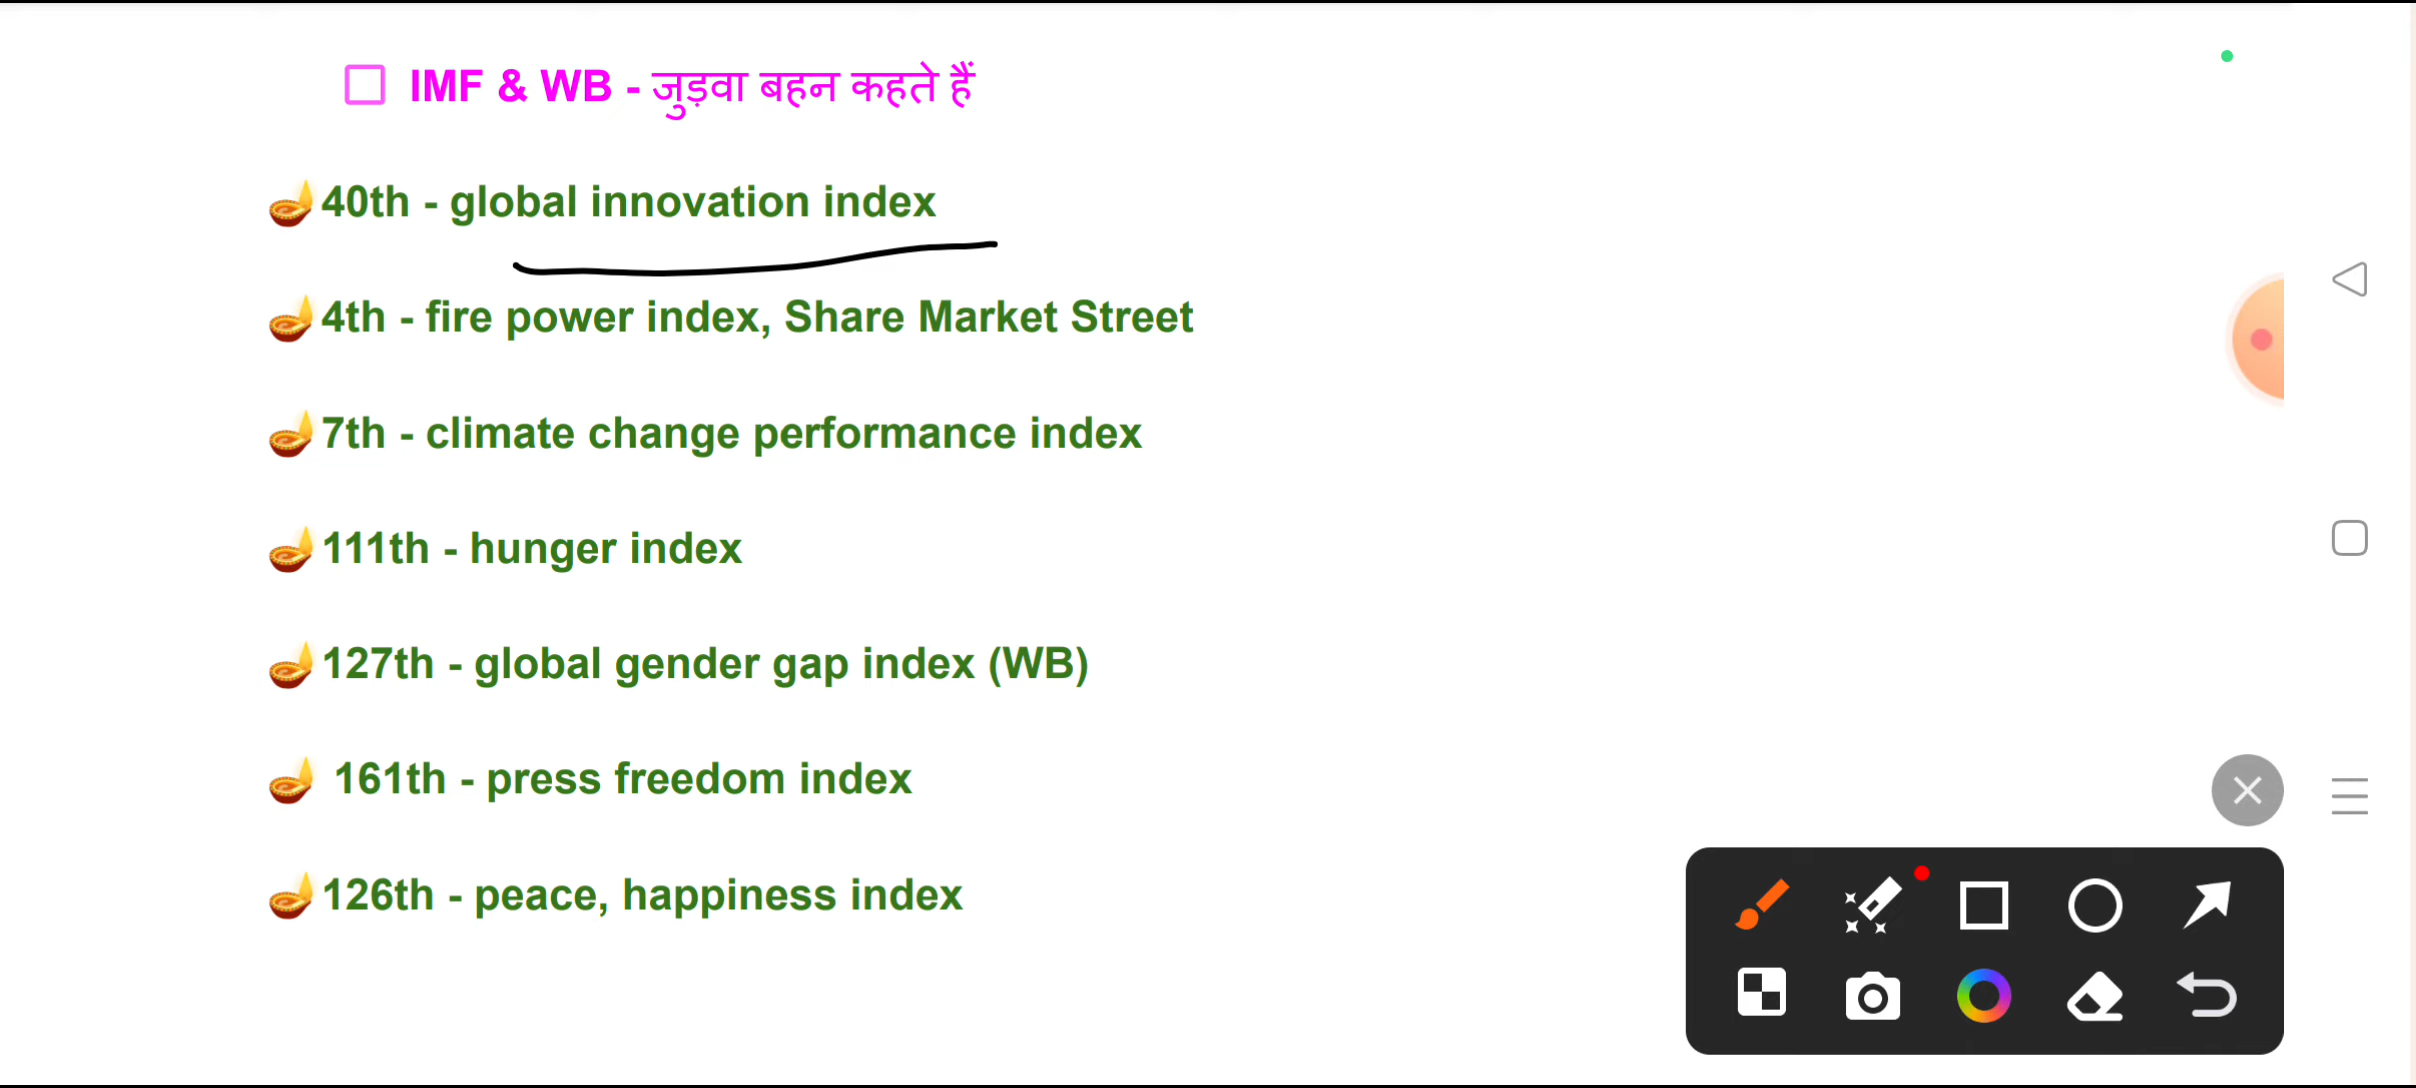 IMF & WB - जुड़वा बहन कहते हैं
40th - global innovation index
4th - fire power index, Share Market Street
7th - climate change performance index
111th - hunger index
127th - global gender gap index (WB)
161th - press freedom index
126th - peace, happiness index